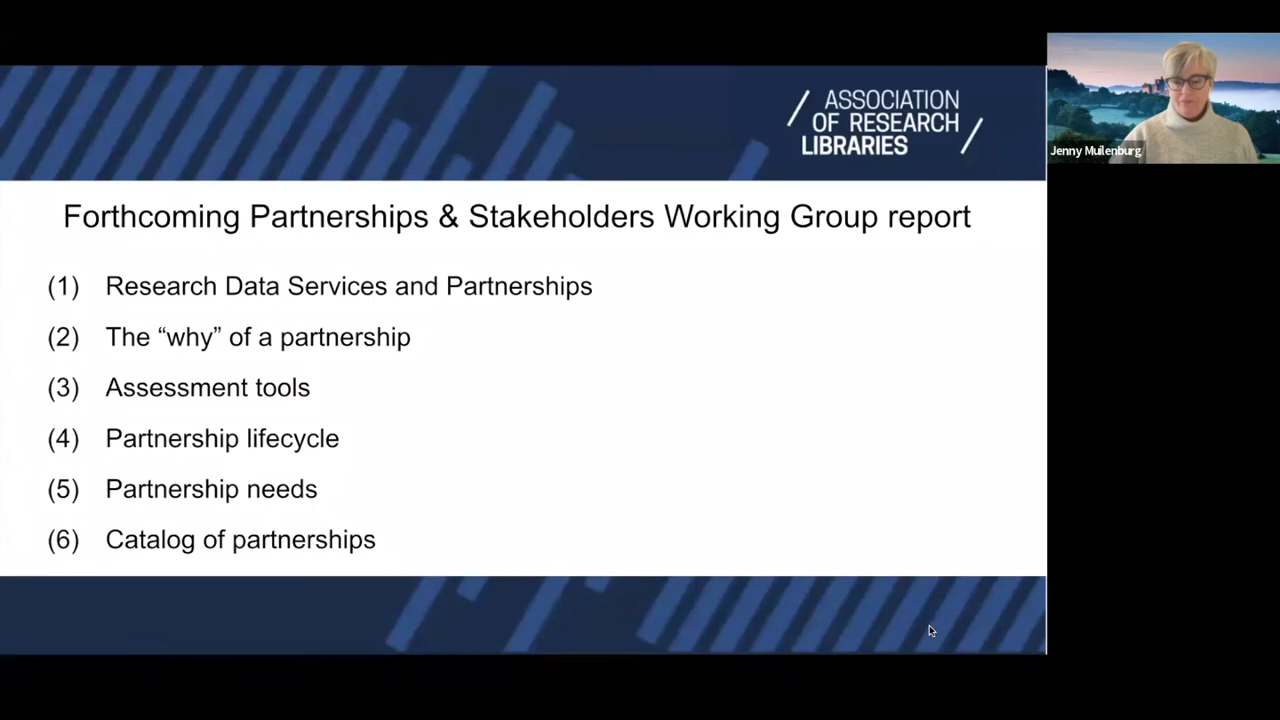 ASSOCIATION
OF RESEARCH
LIBRARIES
Jenny Muilenburg
Forthcoming Partnerships & Stakeholders Working Group report
(1) Research Data Services and Partnerships
(2) The “why” of a partnership
(3) Assessment tools
(4) Partnership lifecycle
(5) Partnership needs
(6) Catalog of partnerships